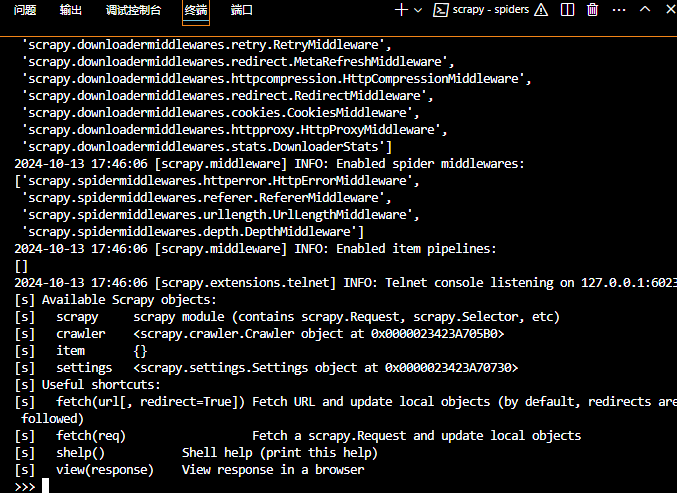 问题 输出 调试控制台 终端 端口 scrapy - spiders
'scrapy.downloadermiddlewares.retry.RetryMiddleware',
'scrapy.downloadermiddlewares.redirect.MetaRefreshMiddleware',
'scrapy.downloadermiddlewares.httpcompression.HttpCompressionMiddleware',
'scrapy.downloadermiddlewares.redirect.RedirectMiddleware',
'scrapy.downloadermiddlewares.cookies.CookiesMiddleware',
'scrapy.downloadermiddlewares.httpproxy.HttpProxyMiddleware',
'scrapy.downloadermiddlewares.stats.DownloaderStats']
2024-10-13 17:46:06 [scrapy.middleware] INFO: Enabled spider middlewares:
['scrapy.spidermiddlewares.httperror.HttpErrorMiddleware',
'scrapy.spidermiddlewares.referer.RefererMiddleware',
'scrapy.spidermiddlewares.urllength.UrlLengthMiddleware',
'scrapy.spidermiddlewares.depth.DepthMiddleware']
2024-10-13 17:46:06 [scrapy.middleware] INFO: Enabled item pipelines:
[]
2024-10-13 17:46:06 [scrapy.extensions.telnet] INFO: Telnet console listening on 127.0.0.1:6023
[s] Available Scrapy objects:
[s]   scrapy     scrapy module (contains scrapy.Request, scrapy.Selector, etc)
[s]   crawler    <scrapy.crawler.Crawler object at 0x0000023423A705B0>
[s]   item       {}
[s]   settings   <scrapy.settings.Settings object at 0x0000023423A70730>
[s] Useful shortcuts:
[s]   fetch(url[, redirect=True]) Fetch URL and update local objects (by default, redirects are
followed)
[s]   fetch(req)                  Fetch a scrapy.Request and update local objects
[s]   shelp()           Shell help (print this help)
[s]   view(response)    View response in a browser
>>>